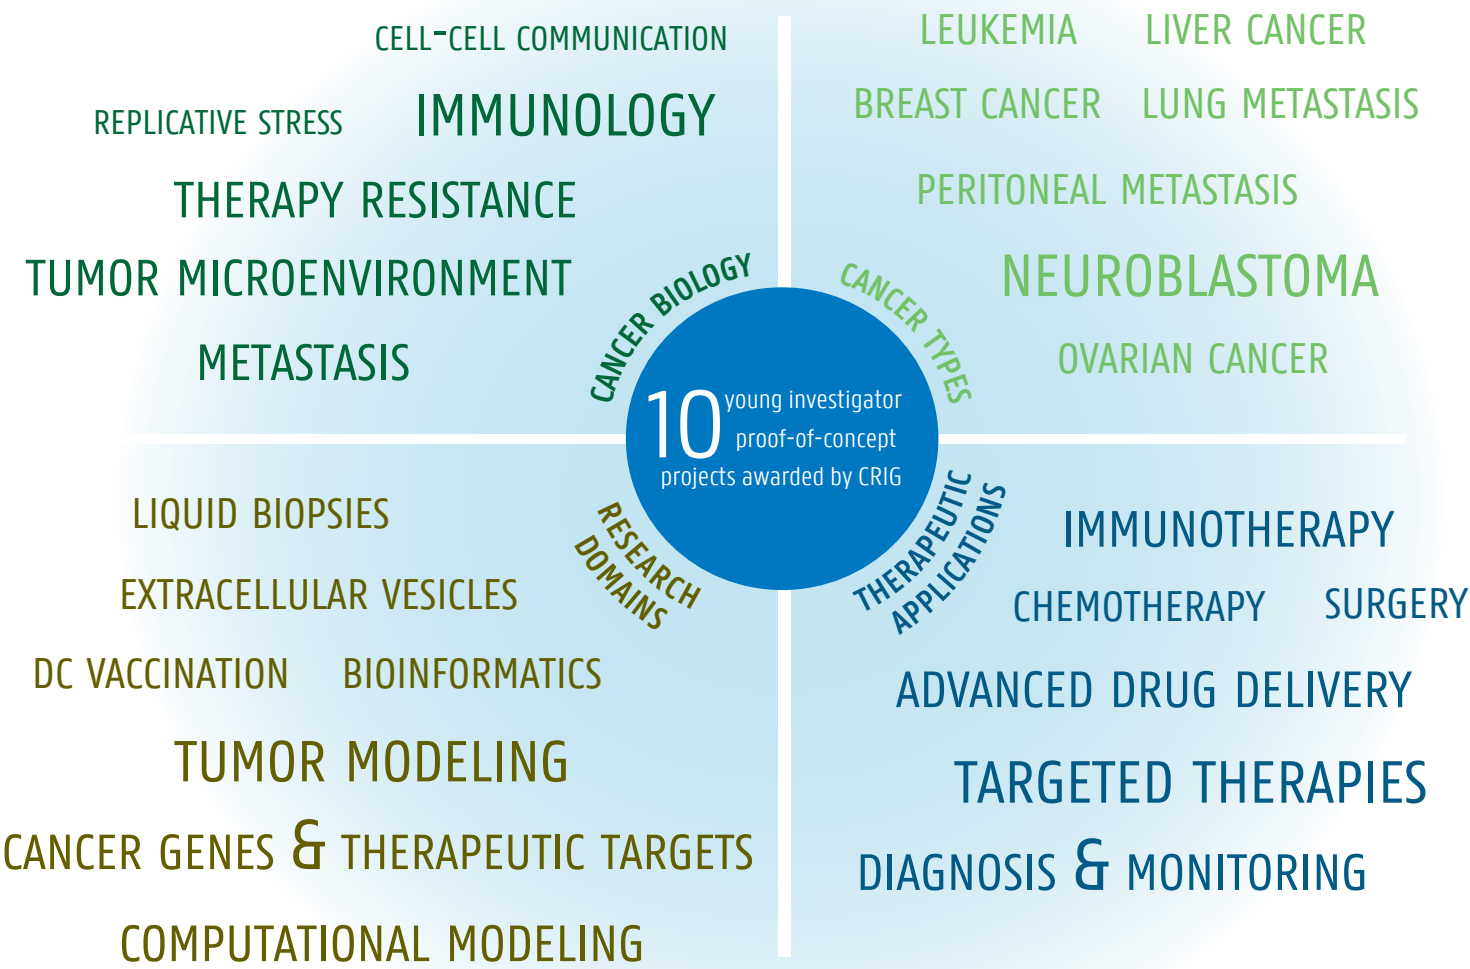 CELL-CELL COMMUNICATION
REPLICATIVE STRESS
IMMUNOLOGY
THERAPY RESISTANCE
TUMOR MICROENVIRONMENT
METASTASIS
CANCER BIOLOGY
LEUKEMIA
LIVER CANCER
BREAST CANCER
LUNG METASTASIS
PERITONEAL METASTASIS
NEUROBLASTOMA
OVARIAN CANCER
CANCER TYPES
10 young investigator
proof-of-concept
projects awarded by CRIG
RESEARCH
DOMAINS
LIQUID BIOPSIES
EXTRACELLULAR VESICLES
DC VACCINATION
BIOINFORMATICS
TUMOR MODELING
CANCER GENES & THERAPEUTIC TARGETS
COMPUTATIONAL MODELING
THERAPEUTIC
APPLICATIONS
IMMUNOTHERAPY
CHEMOTHERAPY
SURGERY
ADVANCED DRUG DELIVERY
TARGETED THERAPIES
DIAGNOSIS & MONITORING